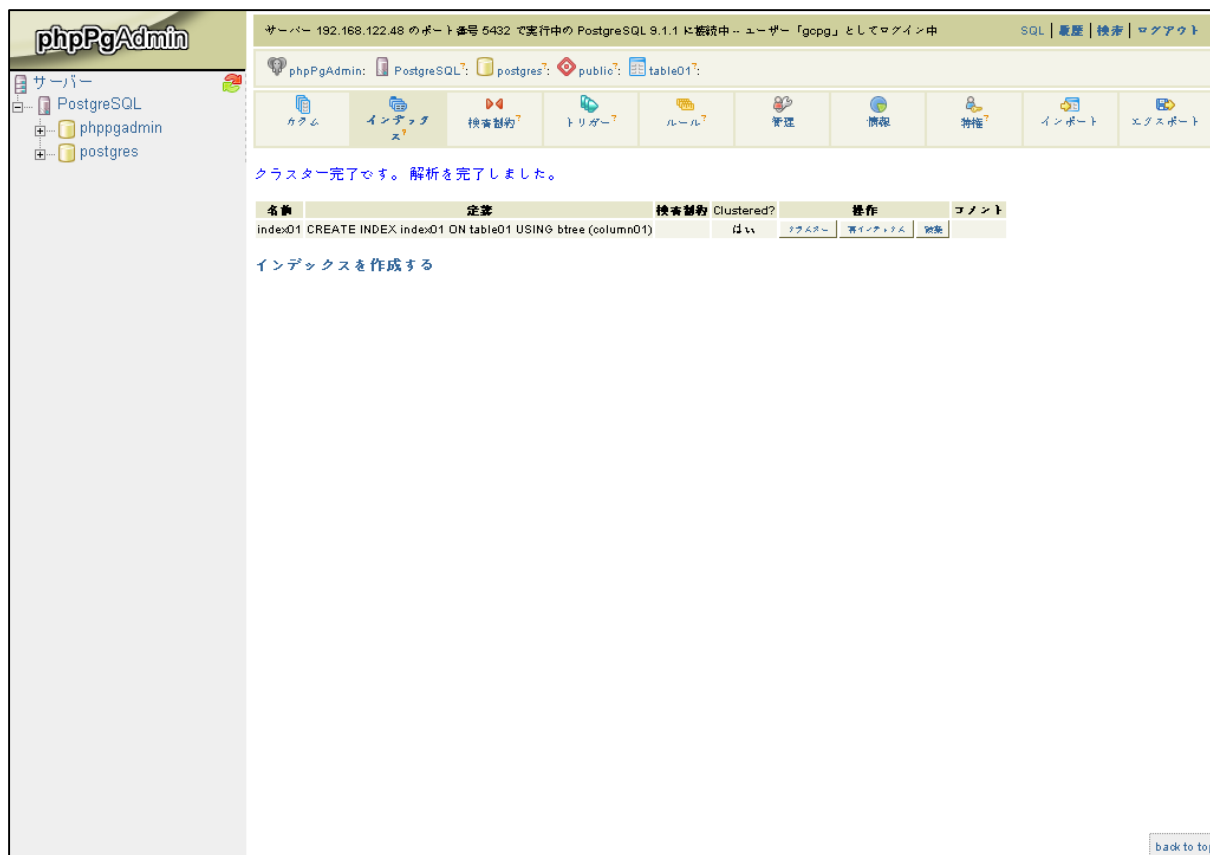 phpPgAdmin
サーバー
PostgreSQL
phppgadmin
postgres
サーバー 192.168.122.48 のポート番号 5432 で実行中の PostgreSQL 9.1.1 に接続中 -- ユーザー「gcpg」としてログイン中
SQL | 履歴 | 検索 | ログアウト
phpPgAdmin: PostgreSQL?: postgres?: public?: table01?:
カラム インデックス? 検査制約? トリガー? ルール? 管理 情報 特権? インポート エクスポート
クラスター完了です。 解析を完了しました。
名前 定義 検査制約 Clustered? 操作 コメント
index01 CREATE INDEX index01 ON table01 USING btree (column01) はい クラスター 再インデックス 破棄
インデックスを作成する
back to top